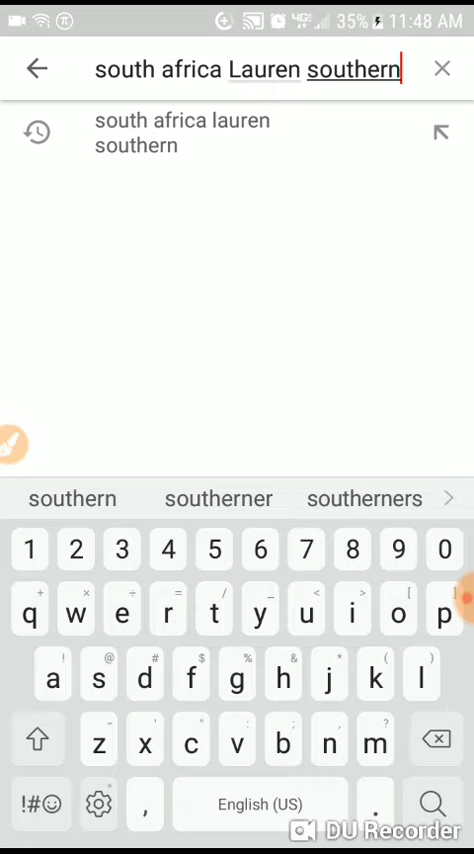 35% 11:48 AM
south africa Lauren southern
south africa lauren
southern
southern southerner southerners
1 2 3 4 5 6 7 8 9 0
+ × ÷ = / _ < > [ ]
q w e r t y u i o p
! @ # $ % & * ( )
a s d f g h j k l
- ' " : ; , ?
z x c v b n m
!#☺ , English (US) .
DU Recorder